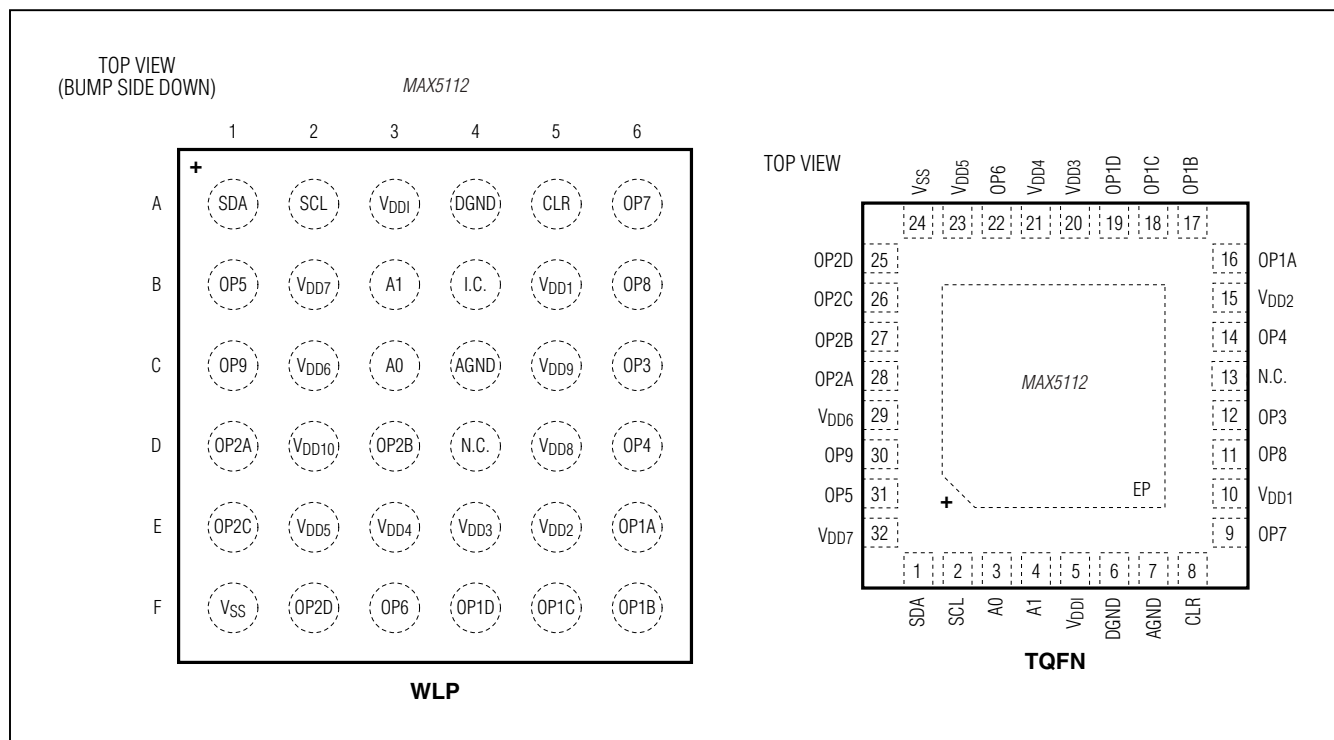 TOP VIEW
(BUMP SIDE DOWN)
MAX5112
1 2 3 4 5 6
+
A SDA SCL VDDI DGND CLR OP7
B OP5 VDD7 A1 I.C. VDD1 OP8
C OP9 VDD6 A0 AGND VDD9 OP3
D OP2A VDD10 OP2B N.C. VDD8 OP4
E OP2C VDD5 VDD4 VDD3 VDD2 OP1A
F VSS OP2D OP6 OP1D OP1C OP1B
WLP
TOP VIEW
VSS VDD5 OP6 VDD4 VDD3 OP1D OP1C OP1B
24 23 22 21 20 19 18 17
OP2D 25 16 OP1A
OP2C 26 15 VDD2
OP2B 27 14 OP4
OP2A 28 MAX5112 13 N.C.
VDD6 29 12 OP3
OP9 30 11 OP8
OP5 31 + EP 10 VDD1
VDD7 32 9 OP7
1 2 3 4 5 6 7 8
SDA SCL A0 A1 VDDI DGND AGND CLR
TQFN